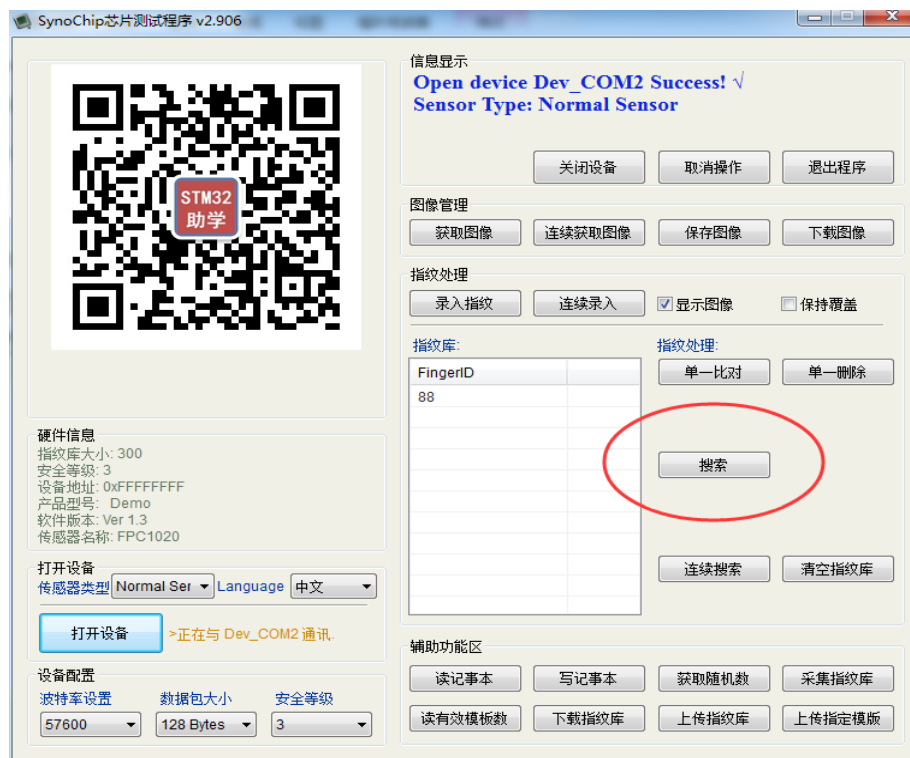 SynoChip芯片测试程序 v2.906
STM32
助学
硬件信息
指纹库大小: 300
安全等级: 3
设备地址: 0xFFFFFFFF
产品型号: Demo
软件版本: Ver 1.3
传感器名称: FPC1020
打开设备
传感器类型 Normal Ser Language 中文
打开设备 >正在与 Dev_COM2 通讯.
设备配置
波特率设置 数据包大小 安全等级
57600 128 Bytes 3
信息显示
Open device Dev_COM2 Success! √
Sensor Type: Normal Sensor
关闭设备 取消操作 退出程序
图像管理
获取图像 连续获取图像 保存图像 下载图像
指纹处理
录入指纹 连续录入 显示图像 保持覆盖
指纹库: 指纹处理:
FingerID 单一比对 单一删除
88
搜索
连续搜索 清空指纹库
辅助功能区
读记事本 写记事本 获取随机数 采集指纹库
读有效模板数 下载指纹库 上传指纹库 上传指定模版